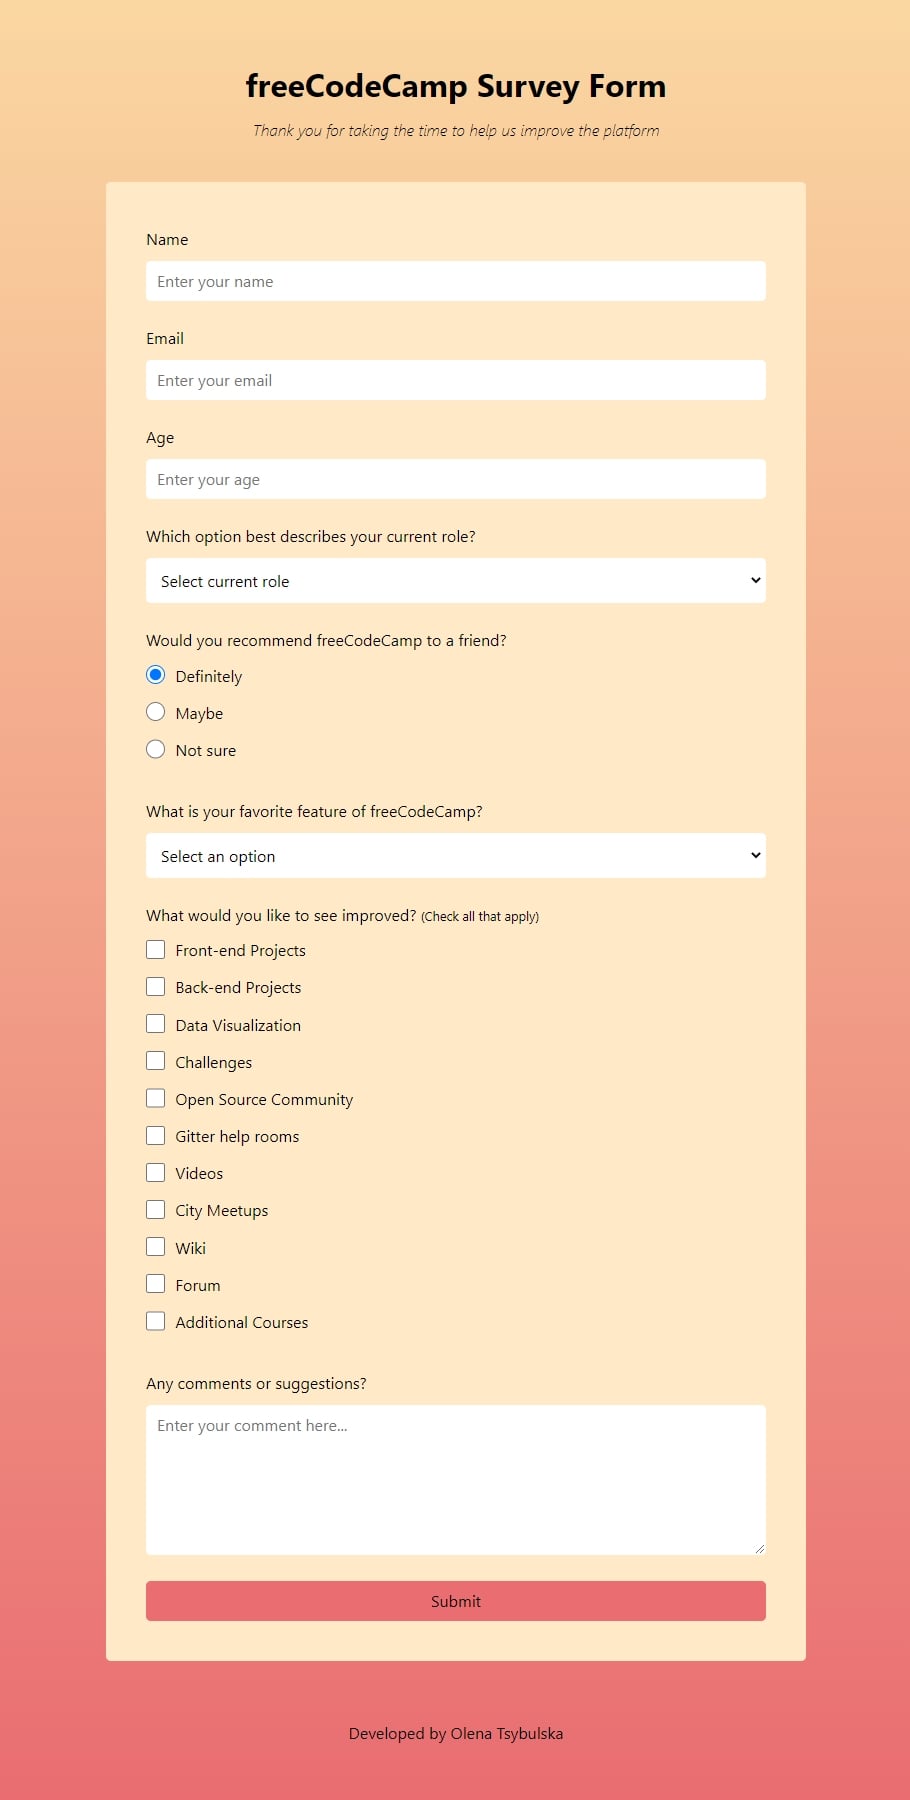 freeCodeCamp Survey Form
Thank you for taking the time to help us improve the platform
Name
Enter your name
Email
Enter your email
Age
Enter your age
Which option best describes your current role?
Select current role
Would you recommend freeCodeCamp to a friend?
Definitely
Maybe
Not sure
What is your favorite feature of freeCodeCamp?
Select an option
What would you like to see improved? (Check all that apply)
Front-end Projects
Back-end Projects
Data Visualization
Challenges
Open Source Community
Gitter help rooms
Videos
City Meetups
Wiki
Forum
Additional Courses
Any comments or suggestions?
Enter your comment here...
Submit
Developed by Olena Tsybulska